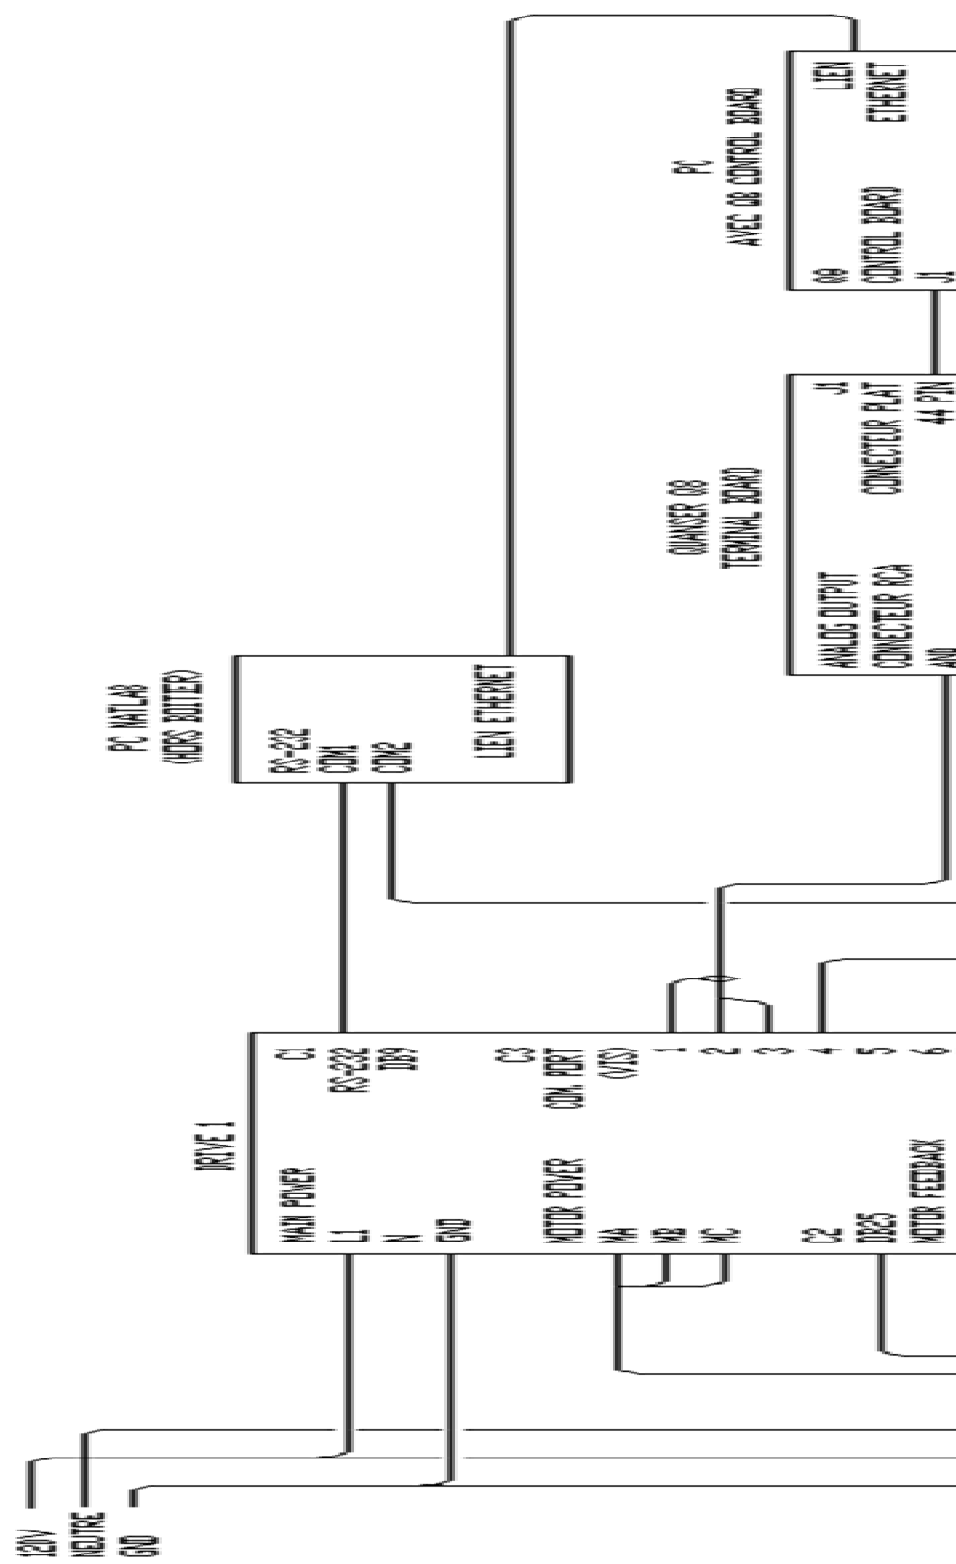 PC
AVEC Q8 CONTROL BOARD
LIEN
ETHERNET
Q8
CONTROL BOARD
J1
QUANSER Q8
TERMINAL BOARD
J1
CONNECTEUR PLAT
44 PIN
ANALOG OUTPUT
CONNECTEUR RCA
AN0
PC MATLAB
(HORS BOITIER)
RS-232
COM1
COM2
LIEN ETHERNET
DRIVE 1
C1
RS-232
DB9
C3
COM. PORT
(VIS)
1
2
3
4
5
6
MAIN POWER
L1
N
GND
MOTOR POWER
MA
MB
MC
C2
DB25
MOTOR FEEDBACK
120V
NEUTRE
GND